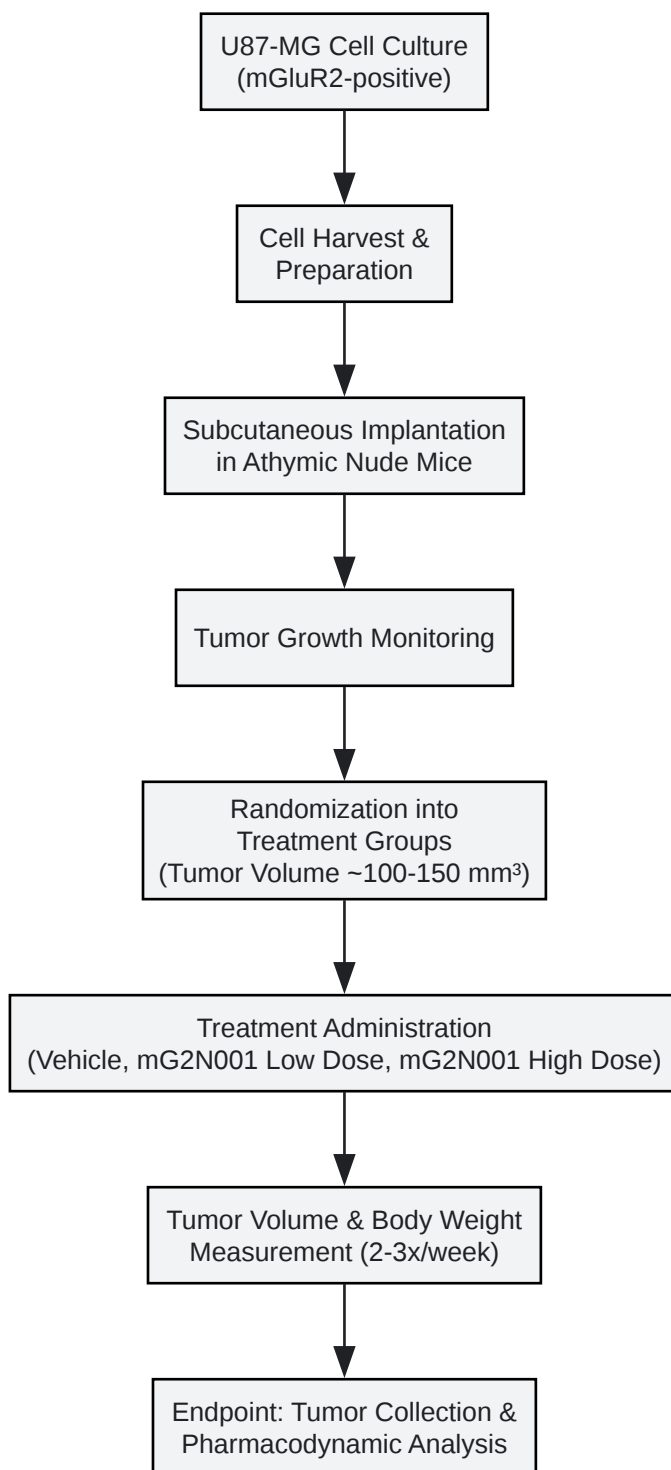 U87-MG Cell Culture
(mGluR2-positive)
Cell Harvest &
Preparation
Subcutaneous Implantation
in Athymic Nude Mice
Tumor Growth Monitoring
Randomization into
Treatment Groups
(Tumor Volume ~100-150 mm³)
Treatment Administration
(Vehicle, mG2N001 Low Dose, mG2N001 High Dose)
Tumor Volume & Body Weight
Measurement (2-3x/week)
Endpoint: Tumor Collection &
Pharmacodynamic Analysis